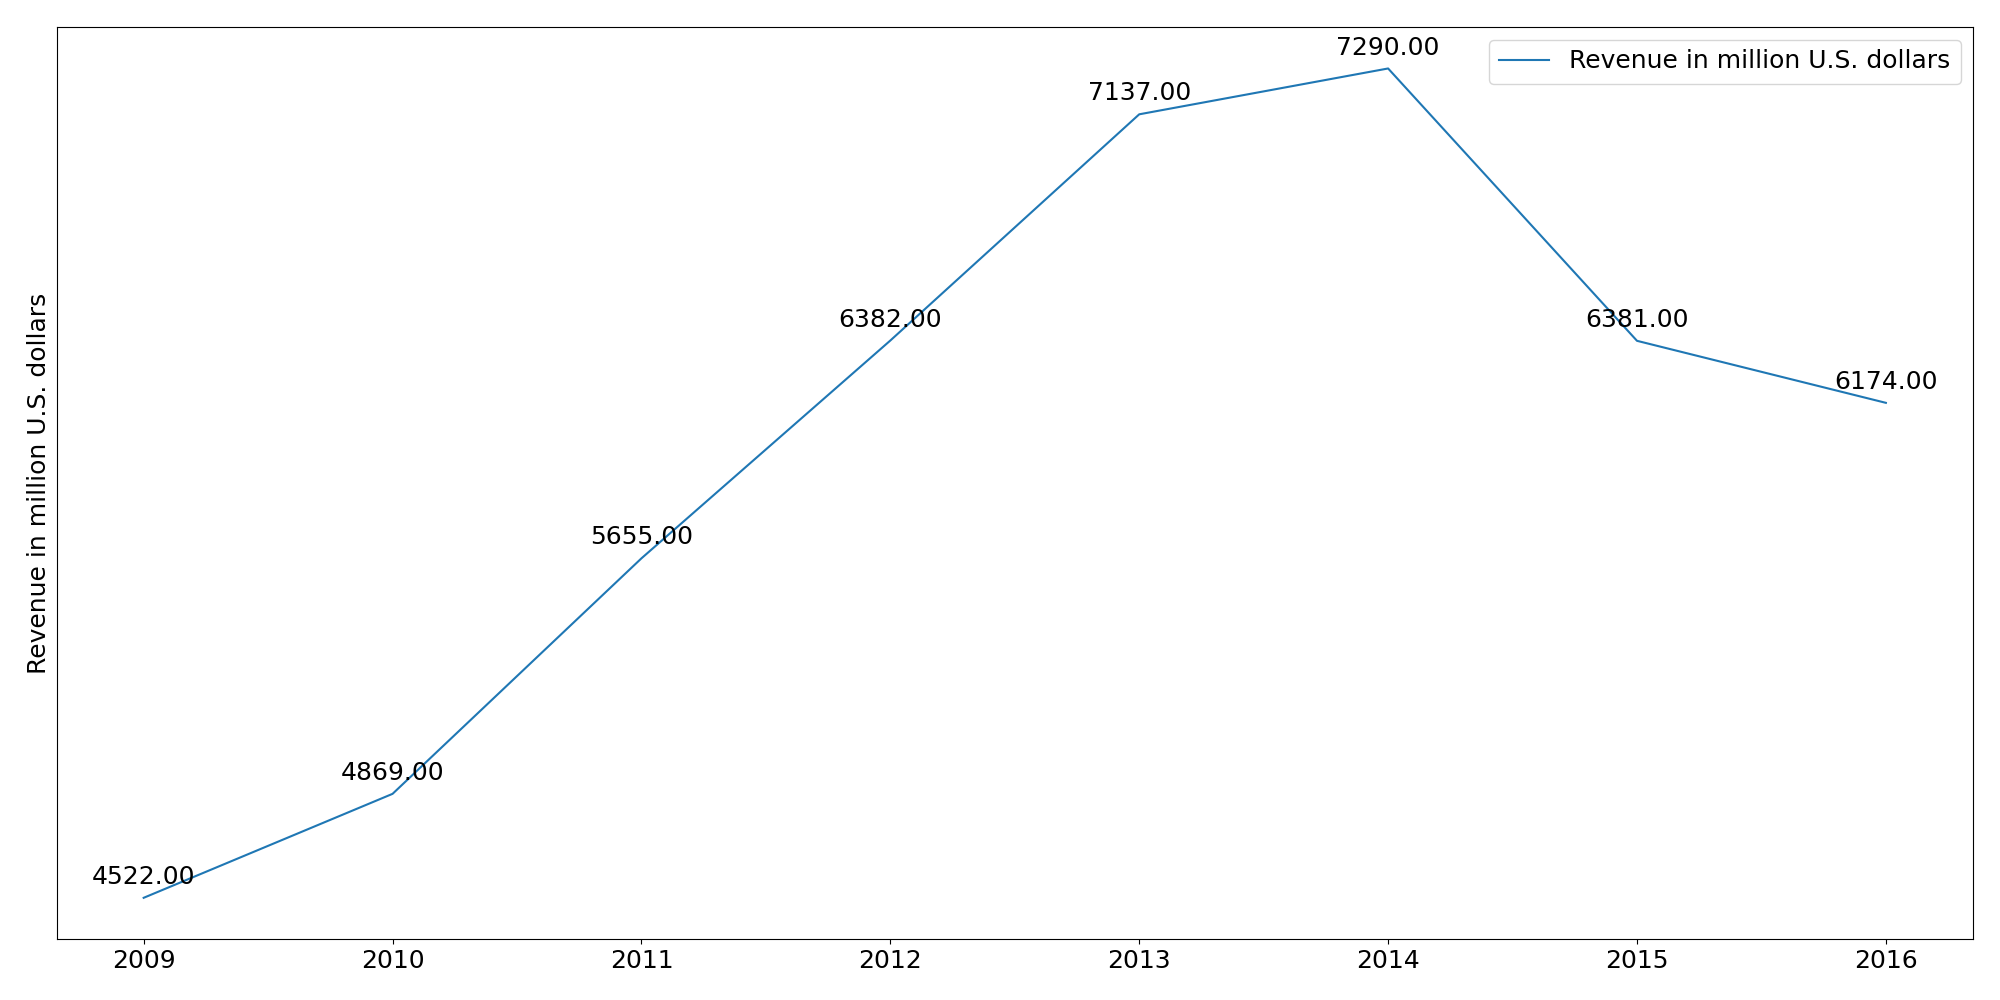 7290.00
Revenue in million U.S. dollars
7137.00
6382.00
6381.00
6174.00
5655.00
4869.00
4522.00
Revenue in million U.S. dollars
2009 2010 2011 2012 2013 2014 2015 2016